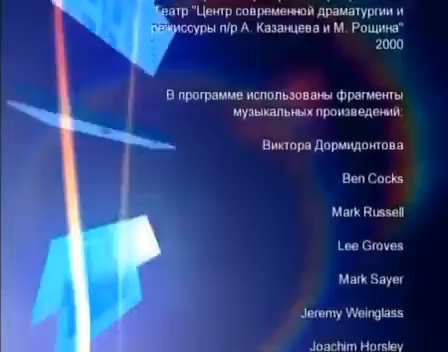 Театр "Центр современной драматургии и
режиссуры п/р А. Казанцева и М. Рощина"
2000
В программе использованы фрагменты
музыкальных произведений:
Виктора Дормидонтова
Ben Cocks
Mark Russell
Lee Groves
Mark Sayer
Jeremy Weinglass
Joachim Horsley